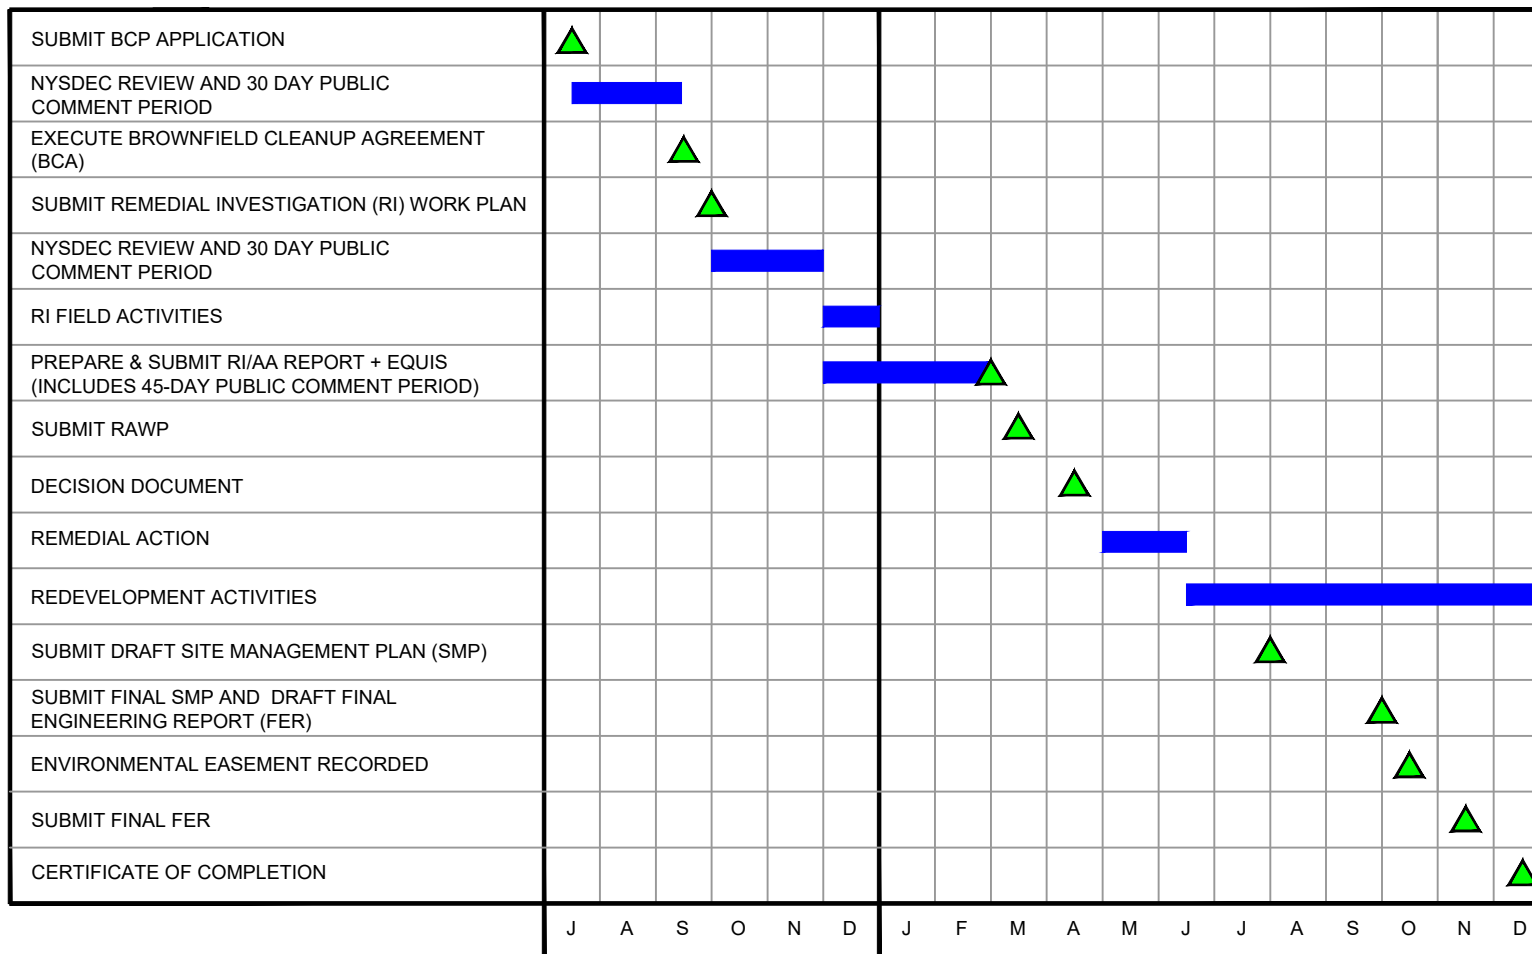 SUBMIT BCP APPLICATION
NYSDEC REVIEW AND 30 DAY PUBLIC
COMMENT PERIOD
EXECUTE BROWNFIELD CLEANUP AGREEMENT
(BCA)
SUBMIT REMEDIAL INVESTIGATION (RI) WORK PLAN
NYSDEC REVIEW AND 30 DAY PUBLIC
COMMENT PERIOD
RI FIELD ACTIVITIES
PREPARE & SUBMIT RI/AA REPORT + EQUIS
(INCLUDES 45-DAY PUBLIC COMMENT PERIOD)
SUBMIT RAWP
DECISION DOCUMENT
REMEDIAL ACTION
REDEVELOPMENT ACTIVITIES
SUBMIT DRAFT SITE MANAGEMENT PLAN (SMP)
SUBMIT FINAL SMP AND DRAFT FINAL
ENGINEERING REPORT (FER)
ENVIRONMENTAL EASEMENT RECORDED
SUBMIT FINAL FER
CERTIFICATE OF COMPLETION
J A S O N D J F M A M J J A S O N D